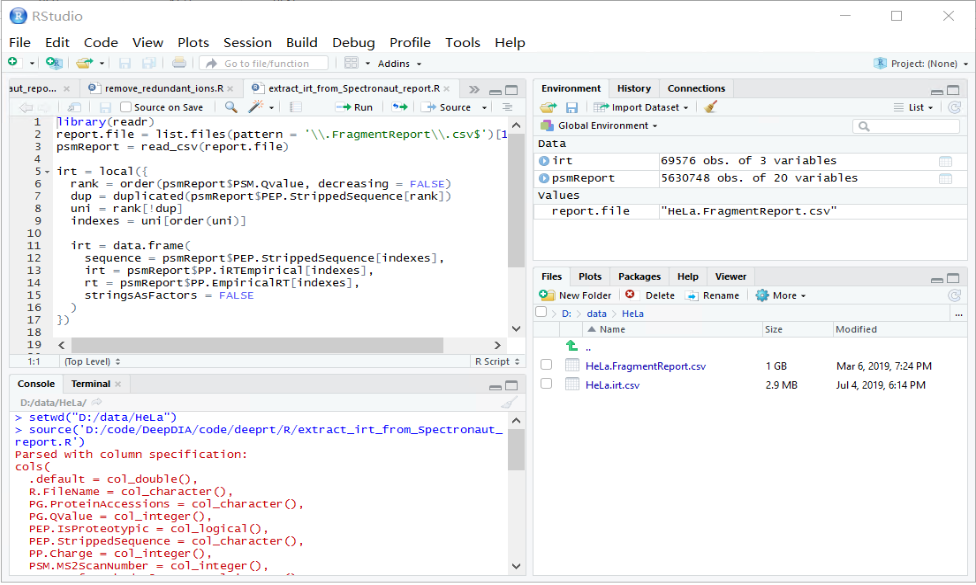 RStudio
File Edit Code View Plots Session Build Debug Profile Tools Help
Go to file/function Addins Project: (None)
aut_repo... remove_redundant_ions.R extract_irt_from_Spectronaut_report.R
Source on Save Run Source
1 library(readr)
2 report.file = list.files(pattern = '\\.FragmentReport\\.csv$')[1
3 psmReport = read_csv(report.file)
4
5 irt = local({
6 rank = order(psmReport$PSM.Qvalue, decreasing = FALSE)
7 dup = duplicated(psmReport$PEP.StrippedSequence[rank])
8 uni = rank[!dup]
9 indexes = uni[order(uni)]
10
11 irt = data.frame(
12 sequence = psmReport$PEP.StrippedSequence[indexes],
13 irt = psmReport$PP.iRTEmpirical[indexes],
14 rt = psmReport$PP.EmpiricalRT[indexes],
15 stringsAsFactors = FALSE
16 )
17 })
18
19
1:1 (Top Level) R Script
Console Terminal
D:/data/HeLa/
> setwd("D:/data/HeLa")
> source('D:/code/DeepDIA/code/deeprt/R/extract_irt_from_Spectronaut_
report.R')
Parsed with column specification:
cols(
.default = col_double(),
R.FileName = col_character(),
PG.ProteinAccessions = col_character(),
PG.QValue = col_integer(),
PEP.IsProteotypic = col_logical(),
PEP.StrippedSequence = col_character(),
PP.Charge = col_integer(),
PSM.MS2ScanNumber = col_integer(),
Environment History Connections
Import Dataset List
Global Environment
Data
irt 69576 obs. of 3 variables
psmReport 5630748 obs. of 20 variables
Values
report.file "HeLa.FragmentReport.csv"
Files Plots Packages Help Viewer
New Folder Delete Rename More
D: data HeLa ...
Name Size Modified
..
HeLa.FragmentReport.csv 1 GB Mar 6, 2019, 7:24 PM
HeLa.irt.csv 2.9 MB Jul 4, 2019, 6:14 PM